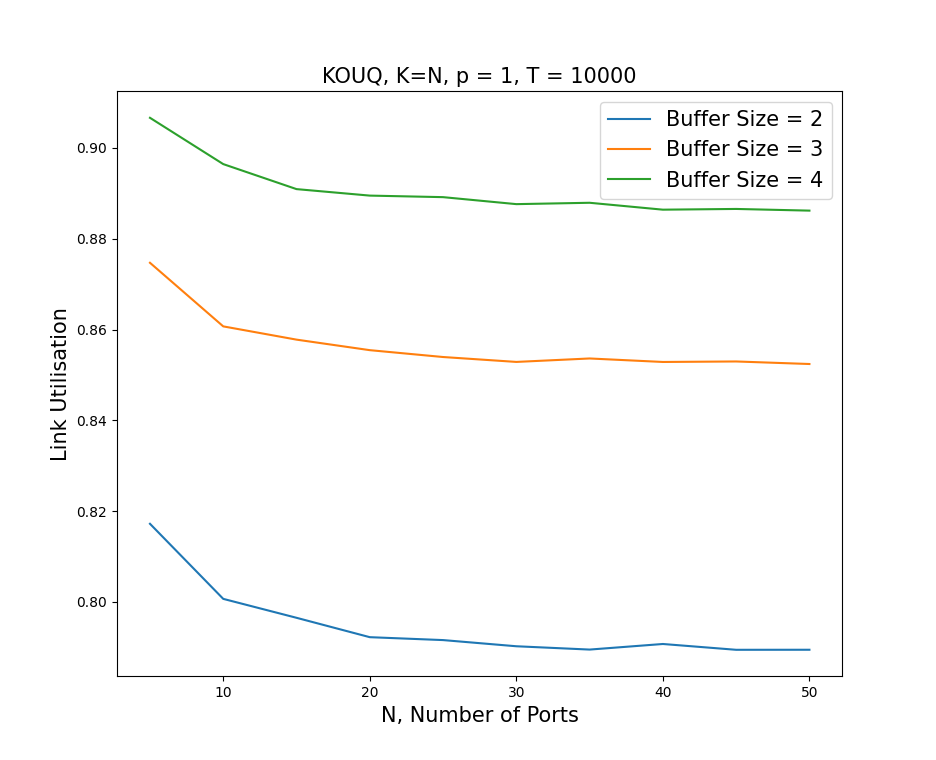 KOUQ, K=N, p = 1, T = 10000
Buffer Size = 2
Buffer Size = 3
Buffer Size = 4
0.90
0.88
0.86
0.84
0.82
0.80
Link Utilisation
10
20
30
40
50
N, Number of Ports